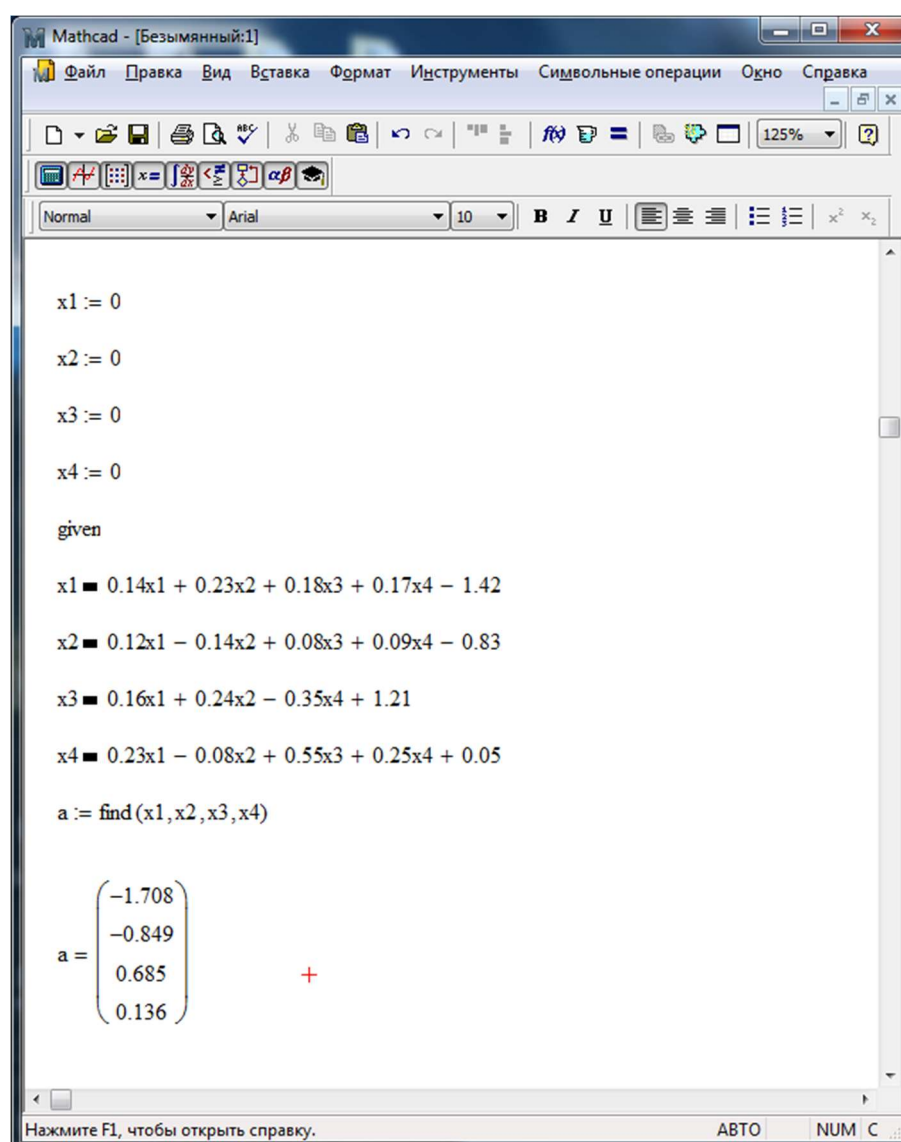 Mathcad - [Безымянный:1]
Файл Правка Вид Вставка Формат Инструменты Символьные операции Окно Справка
125%
Normal Arial 10 B I U
x1 := 0
x2 := 0
x3 := 0
x4 := 0
given
x1 = 0.14x1 + 0.23x2 + 0.18x3 + 0.17x4 − 1.42
x2 = 0.12x1 − 0.14x2 + 0.08x3 + 0.09x4 − 0.83
x3 = 0.16x1 + 0.24x2 − 0.35x4 + 1.21
x4 = 0.23x1 − 0.08x2 + 0.55x3 + 0.25x4 + 0.05
a := find(x1,x2,x3,x4)
a =
−1.708
−0.849
0.685
0.136
Нажмите F1, чтобы открыть справку. АВТО NUM С